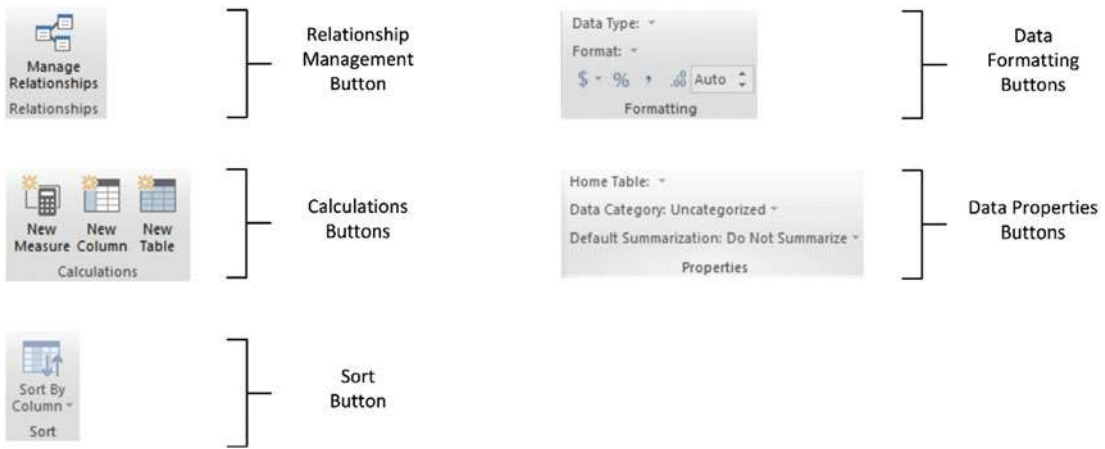 Manage
Relationships
Relationships
Relationship
Management
Button
Data Type:
Format:
$ % , .00 Auto
Formatting
Data
Formatting
Buttons
New
Measure
New
Column
New
Table
Calculations
Calculations
Buttons
Home Table:
Data Category: Uncategorized
Default Summarization: Do Not Summarize
Properties
Data Properties
Buttons
Sort By
Column
Sort
Sort
Button